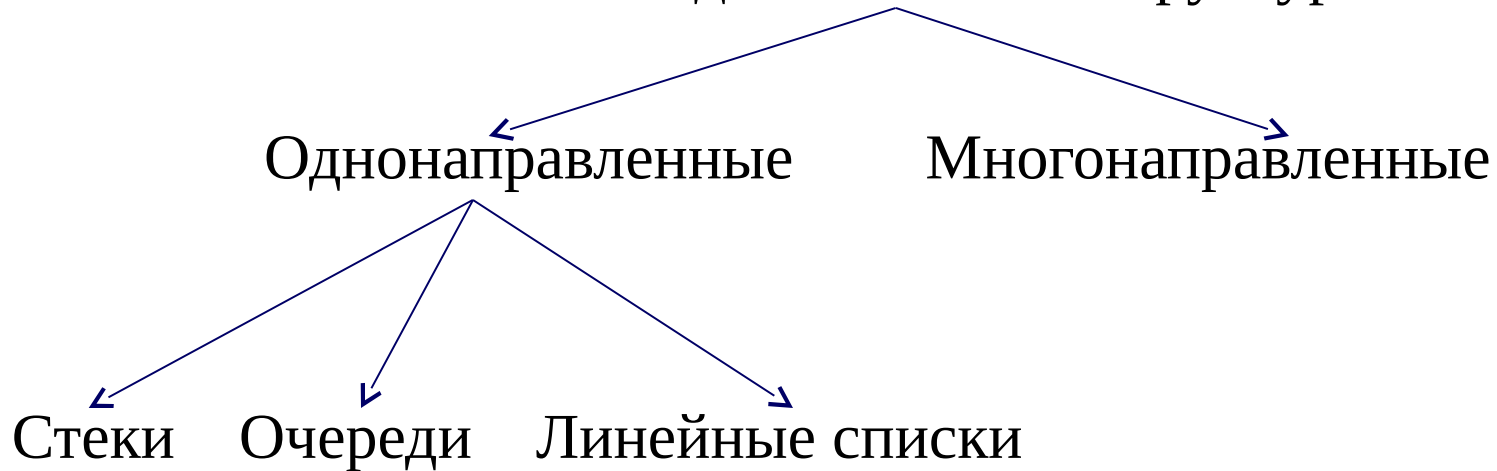 Однонаправленные Многонаправленные
Стеки Очереди Линейные списки